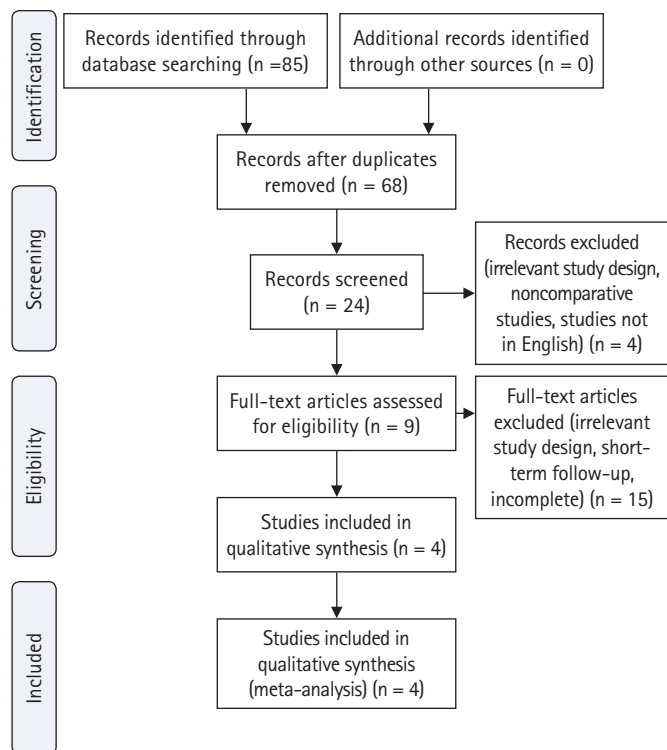 Identification
Records identified through
database searching (n =85)
Additional records identified
through other sources (n = 0)
Records after duplicates
removed (n = 68)
Screening
Records screened
(n = 24)
Records excluded
(irrelevant study design,
noncomparative
studies, studies not
in English) (n = 4)
Eligibility
Full-text articles assessed
for eligibility (n = 9)
Full-text articles
excluded (irrelevant
study design, short-
term follow-up,
incomplete) (n = 15)
Studies included in
qualitative synthesis (n = 4)
Included
Studies included in
qualitative synthesis
(meta-analysis) (n = 4)